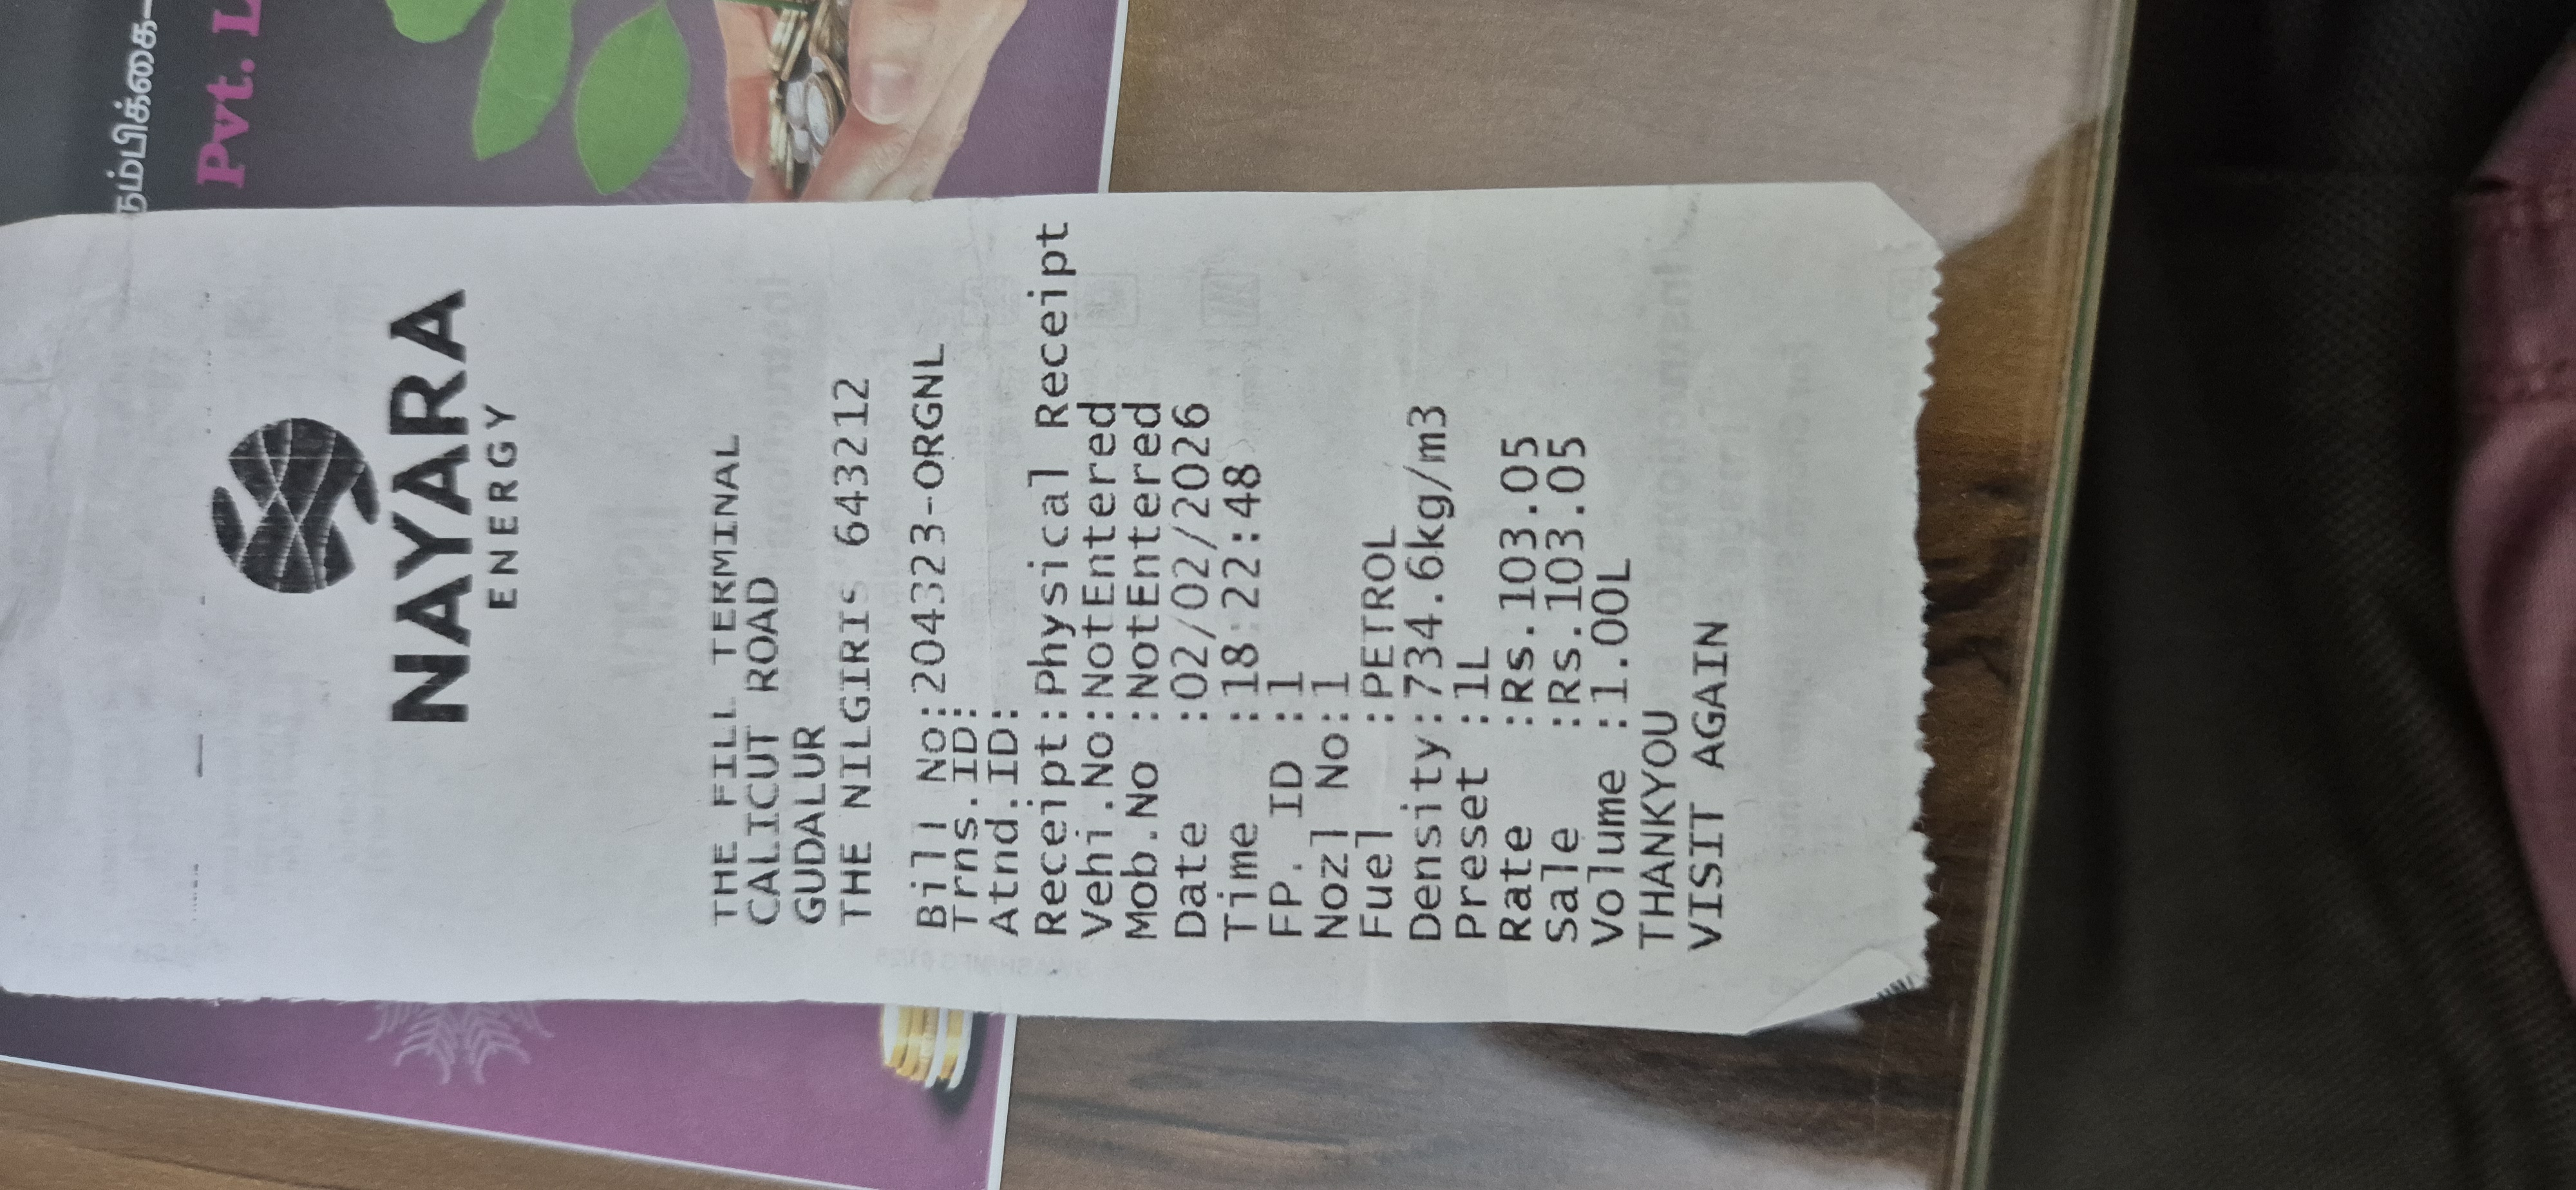 நம்பிக்கை
Pvt. L
NAYARA
ENERGY
THE FILL TERMINAL
CALICUT ROAD
GUDALUR
THE NILGIRIS 643212
Bill No:204323-ORGNL
Trns.ID:
Atnd.ID:
Receipt:Physical Receipt
Vehi.No:NotEntered
Mob.No :NotEntered
Date :02/02/2026
Time :18:22:48
FP. ID :1
Nozl No:1
Fuel :PETROL
Density:734.6kg/m3
Preset :1L
Rate :Rs.103.05
Sale :Rs.103.05
Volume :1.00L
THANKYOU
VISIT AGAIN